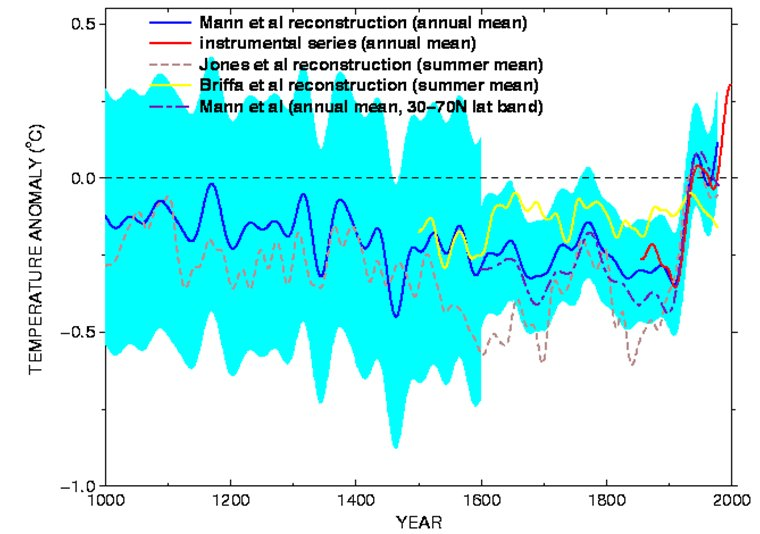 0.5
Mann et al reconstruction (annual mean)
instrumental series (annual mean)
Jones et al reconstruction (summer mean)
Briffa et al reconstruction (summer mean)
Mann et al (annual mean, 30−70N lat band)
0.0
−0.5
−1.0
TEMPERATURE ANOMALY (°C)
1000 1200 1400 1600 1800 2000
YEAR